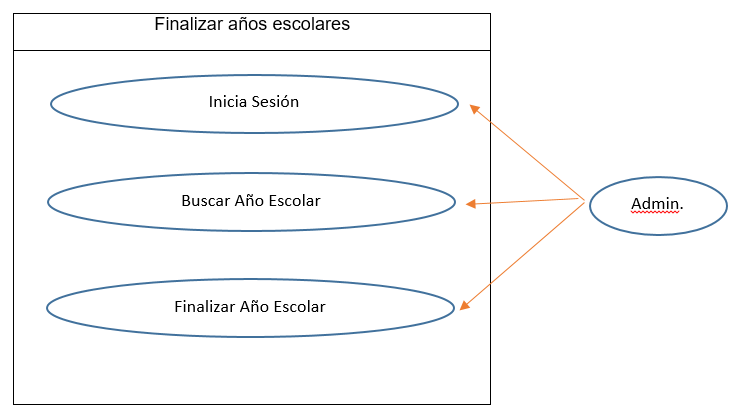 Finalizar años escolares
Inicia Sesión
Buscar Año Escolar
Admin.
Finalizar Año Escolar